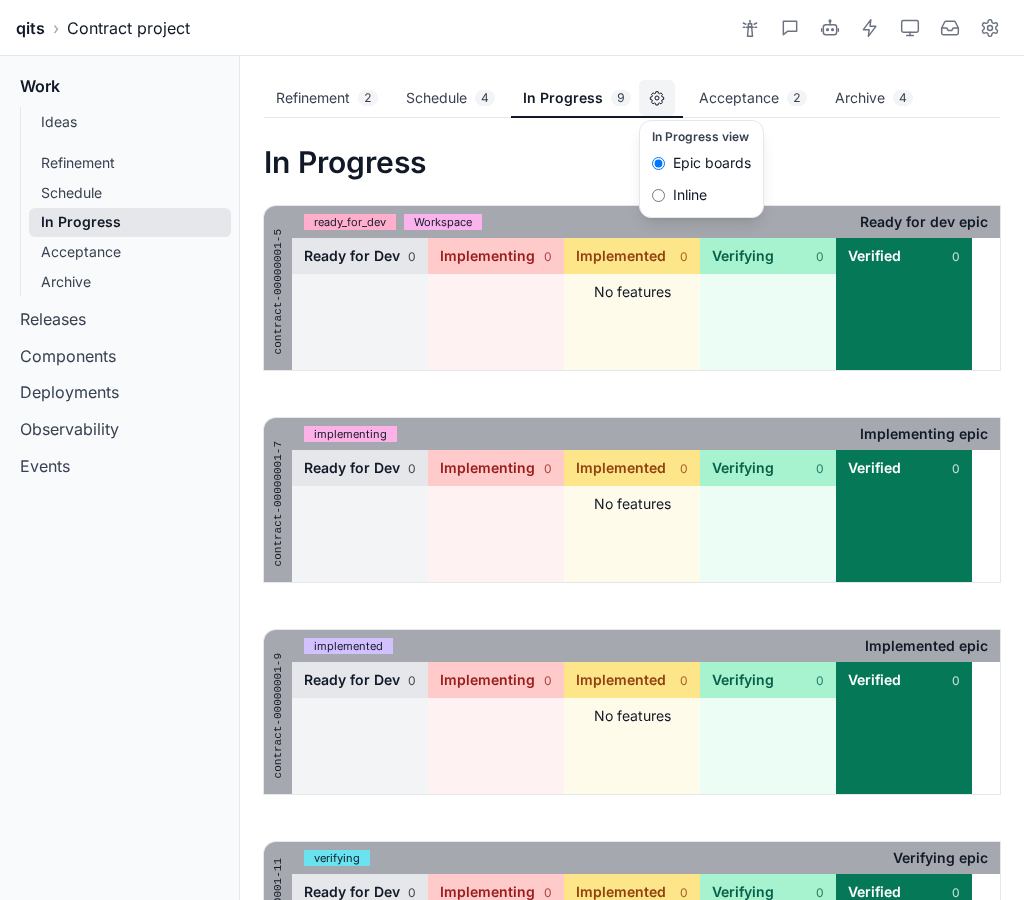 qits › Contract project
Work
Ideas
Refinement
Schedule
In Progress
Acceptance
Archive
Releases
Components
Deployments
Observability
Events
Refinement 2 Schedule 4 In Progress 9 Acceptance 2 Archive 4
In Progress view
Epic boards
Inline
In Progress
contract-00000001-5
ready_for_dev Workspace Ready for dev epic
Ready for Dev 0 Implementing 0 Implemented 0 Verifying 0 Verified 0
No features
contract-00000001-7
implementing Implementing epic
Ready for Dev 0 Implementing 0 Implemented 0 Verifying 0 Verified 0
No features
contract-00000001-9
implemented Implemented epic
Ready for Dev 0 Implementing 0 Implemented 0 Verifying 0 Verified 0
No features
0001-11
verifying Verifying epic
Ready for Dev 0 Implementing 0 Implemented 0 Verifying 0 Verified 0